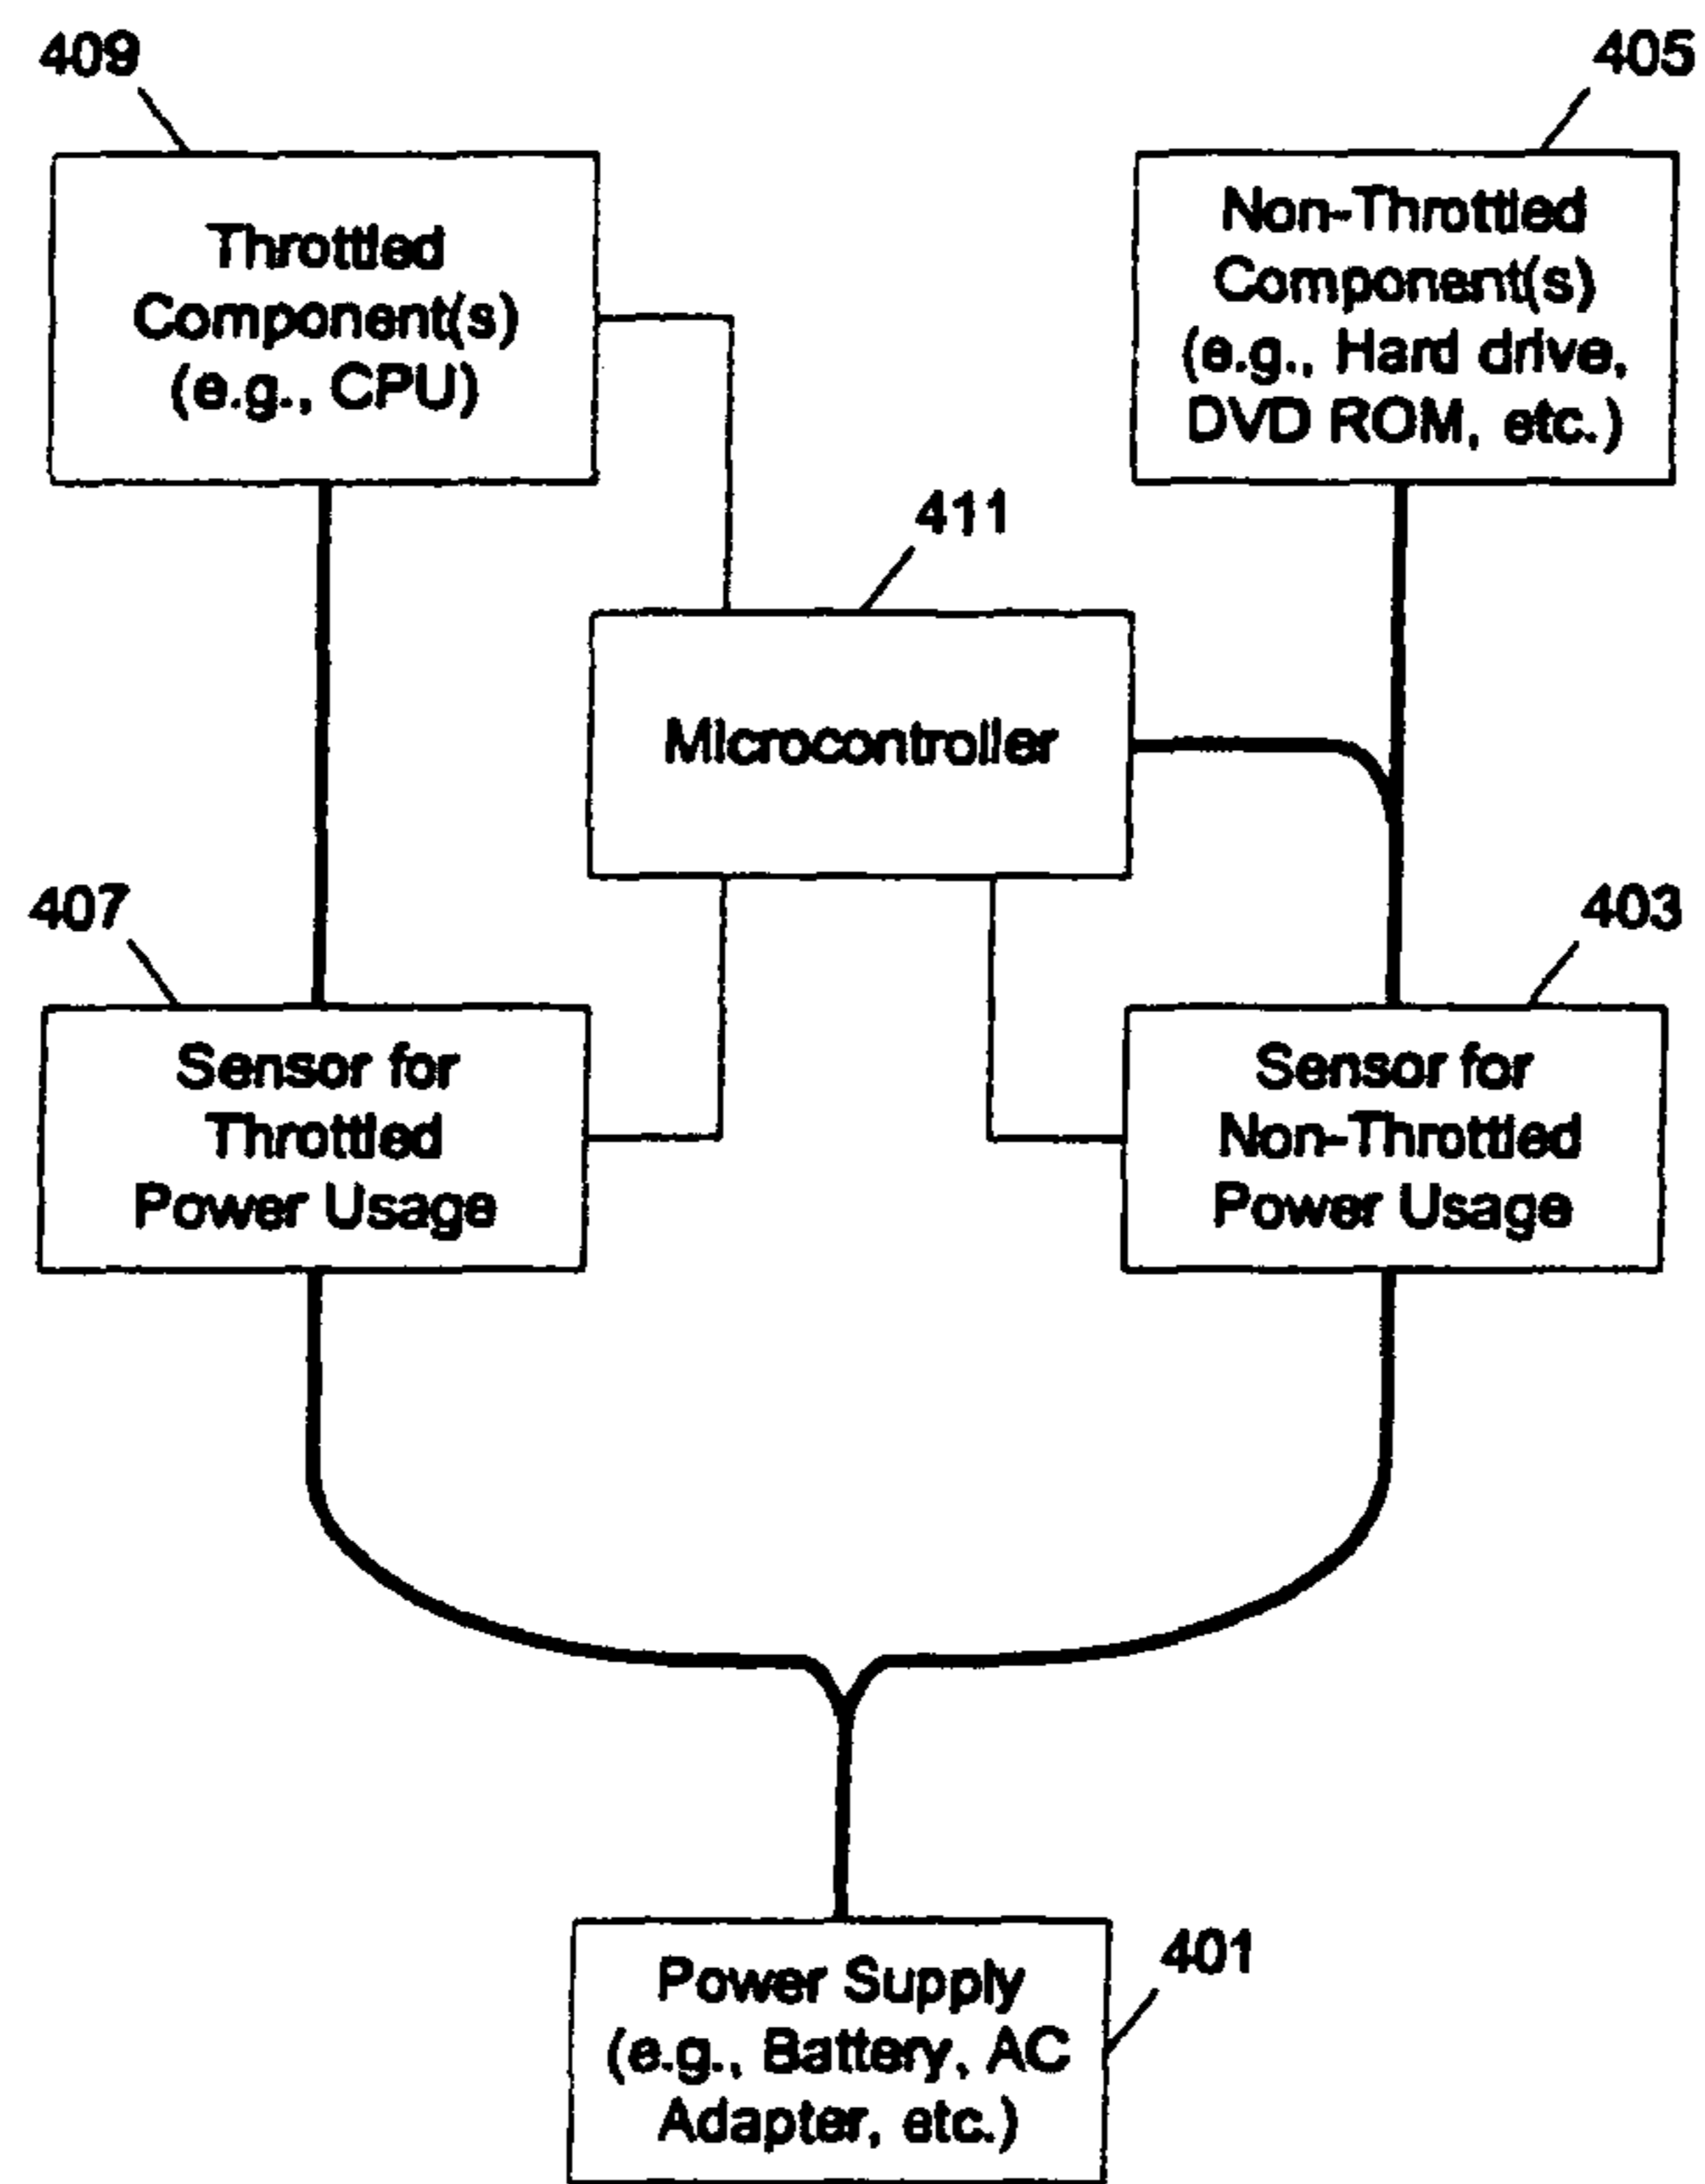 409
405
Throttled
Component(s)
(e.g., CPU)
Non-Throttled
Component(s)
(e.g., Hard drive,
DVD ROM, etc.)
411
Microcontroller
407
403
Sensor for
Throttled
Power Usage
Sensor for
Non-Throttled
Power Usage
401
Power Supply
(e.g., Battery, AC
Adapter, etc.)